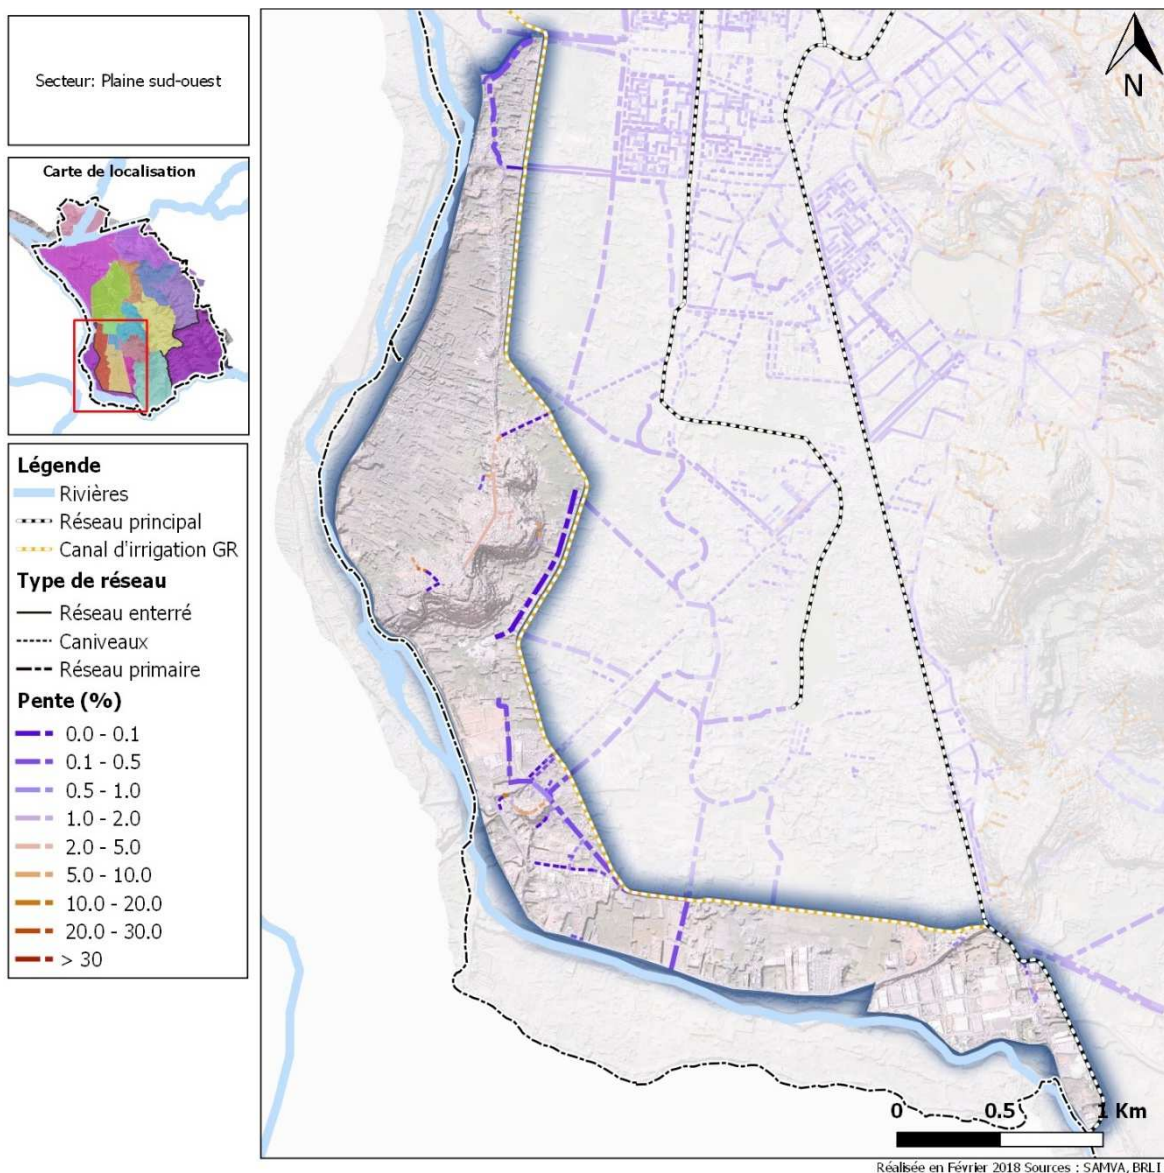 Secteur: Plaine sud-ouest
Carte de localisation
Légende
Rivières
Réseau principal
Canal d'irrigation GR
Type de réseau
Réseau enterré
Caniveaux
Réseau primaire
Pente (%)
0.0 - 0.1
0.1 - 0.5
0.5 - 1.0
1.0 - 2.0
2.0 - 5.0
5.0 - 10.0
10.0 - 20.0
20.0 - 30.0
> 30
N
0 0.5 1 Km
Réalisée en Février 2018 Sources : SAMVA, BRLI